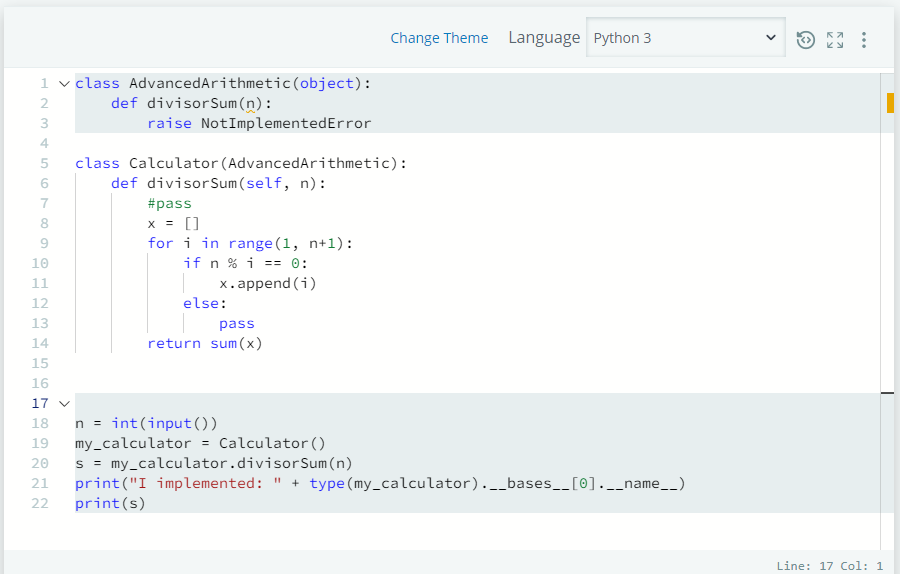 Change Theme Language Python 3
1 class AdvancedArithmetic(object):
2     def divisorSum(n):
3         raise NotImplementedError
4
5 class Calculator(AdvancedArithmetic):
6     def divisorSum(self, n):
7         #pass
8         x = []
9         for i in range(1, n+1):
10             if n % i == 0:
11                 x.append(i)
12             else:
13                 pass
14         return sum(x)
15
16
17
18 n = int(input())
19 my_calculator = Calculator()
20 s = my_calculator.divisorSum(n)
21 print("I implemented: " + type(my_calculator).__bases__[0].__name__)
22 print(s)
Line: 17 Col: 1